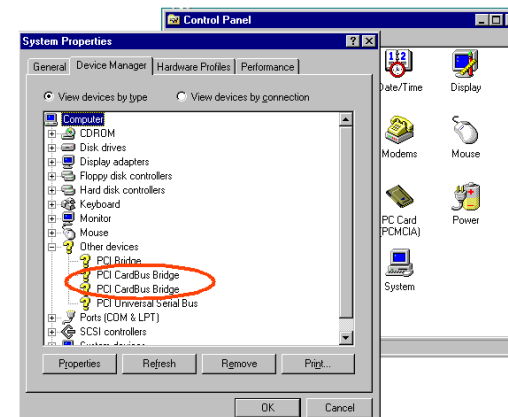 Control Panel
System Properties
General
Device Manager
Hardware Profiles
Performance
View devices by type
View devices by connection
Computer
CDROM
Disk drives
Display adapters
Floppy disk controllers
Hard disk controllers
Keyboard
Monitor
Mouse
Other devices
PCI Bridge
PCI CardBus Bridge
PCI CardBus Bridge
PCI Universal Serial Bus
Ports (COM & LPT)
SCSI controllers
System devices
Properties
Refresh
Remove
Print...
OK
Cancel
Date/Time
Display
Modems
Mouse
PC Card
(PCMCIA)
Power
System